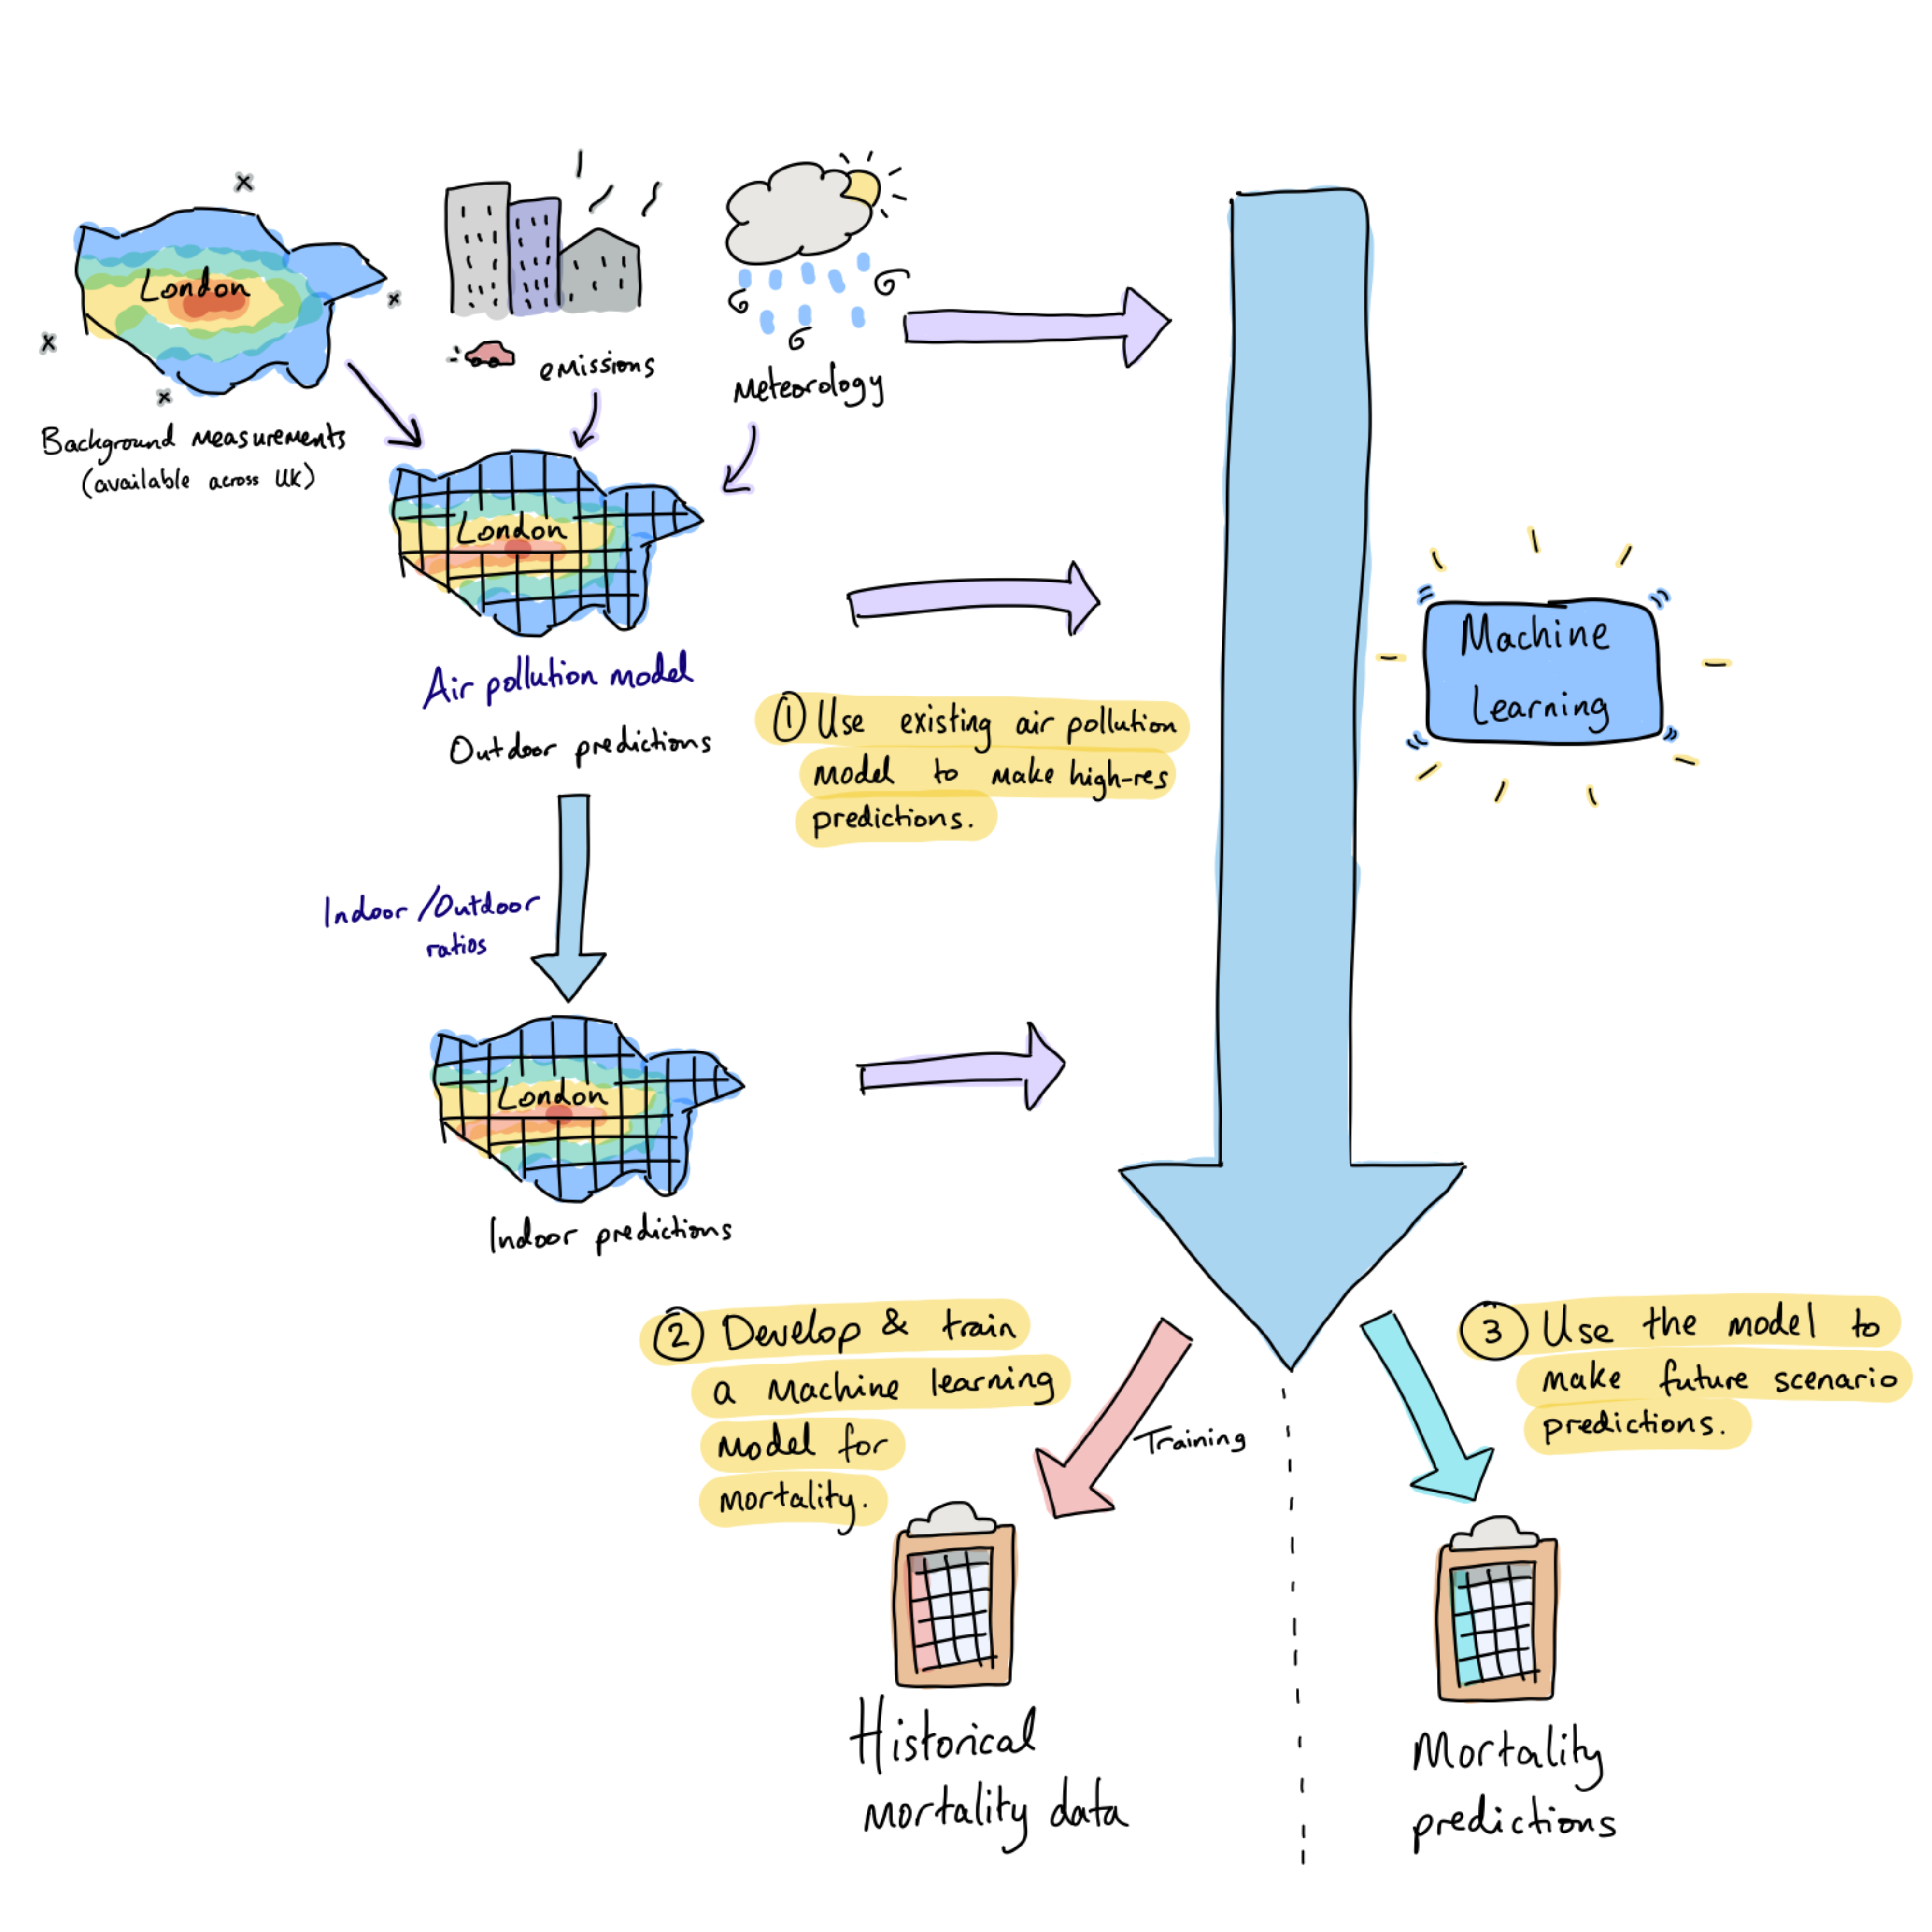 London
Background measurements
(available across UK)
emissions
Meteorology
London
Air pollution model
Outdoor predictions
① Use existing air pollution
model to make high-res
predictions.
Machine
Learning
Indoor/Outdoor
ratios
London
Indoor predictions
② Develop & train
a machine learning
model for
mortality.
Training
③ Use the model to
make future scenario
predictions.
Historical
mortality data
Mortality
predictions